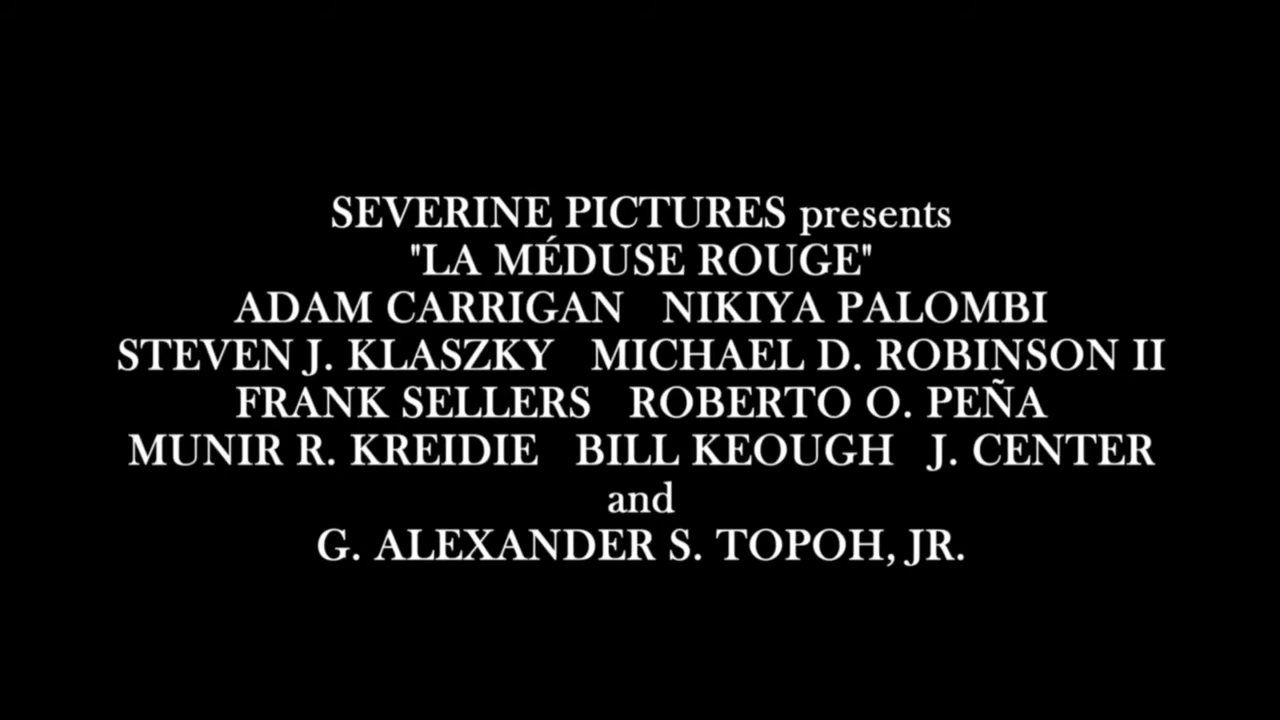 SEVERINE PICTURES presents
"LA MÉDUSE ROUGE"
ADAM CARRIGAN NIKIYA PALOMBI
STEVEN J. KLASZKY MICHAEL D. ROBINSON II
FRANK SELLERS ROBERTO O. PEÑA
MUNIR R. KREIDIE BILL KEOUGH J. CENTER
and
G. ALEXANDER S. TOPOH, JR.